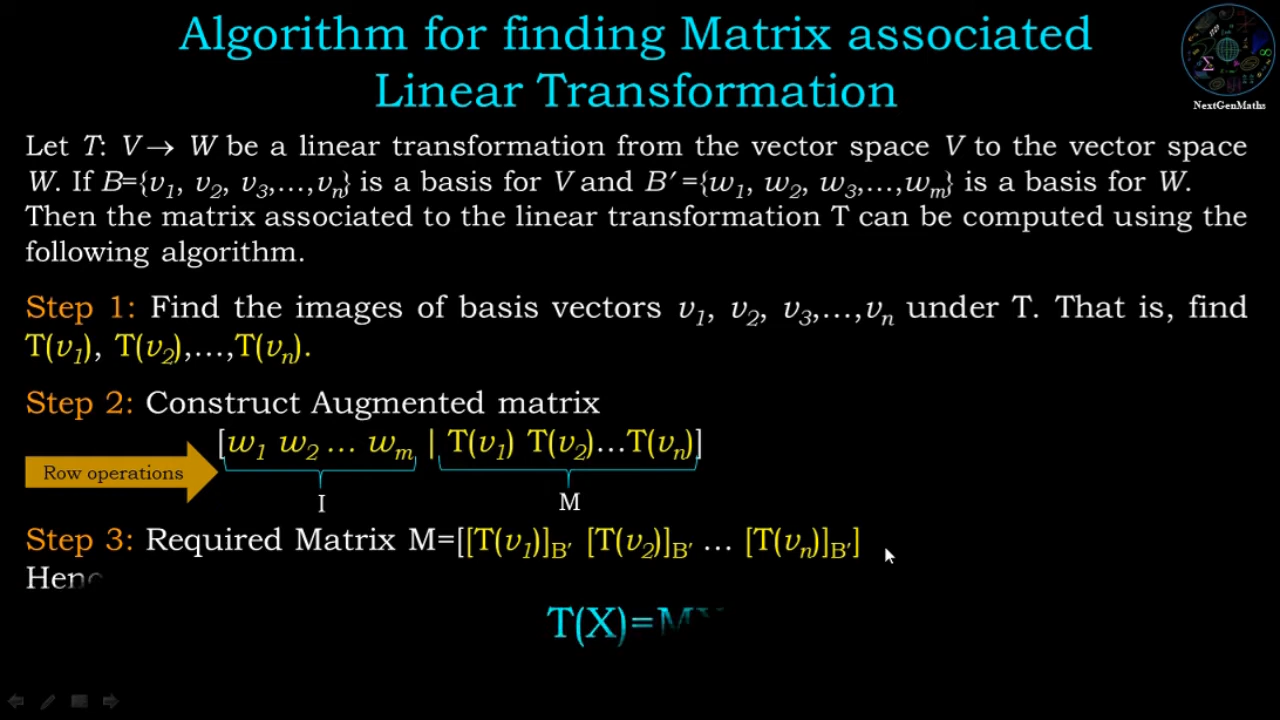 Algorithm for finding Matrix associated
Linear Transformation
NextGenMaths
Let T: V→ W be a linear transformation from the vector space V to the vector space
W. If B={v₁, v₂, v₃,…,vₙ} is a basis for V and B′ ={w₁, w₂, w₃,…,wₘ} is a basis for W.
Then the matrix associated to the linear transformation T can be computed using the
following algorithm.
Step 1: Find the images of basis vectors v₁, v₂, v₃,…,vₙ under T. That is, find
T(v₁), T(v₂),…,T(vₙ).
Step 2: Construct Augmented matrix
[w₁ w₂ … wₘ | T(v₁) T(v₂)…T(vₙ)]
Row operations
I M
Step 3: Required Matrix M=[[T(v₁)]B′ [T(v₂)]B′ … [T(vₙ)]B′]
T(X)=